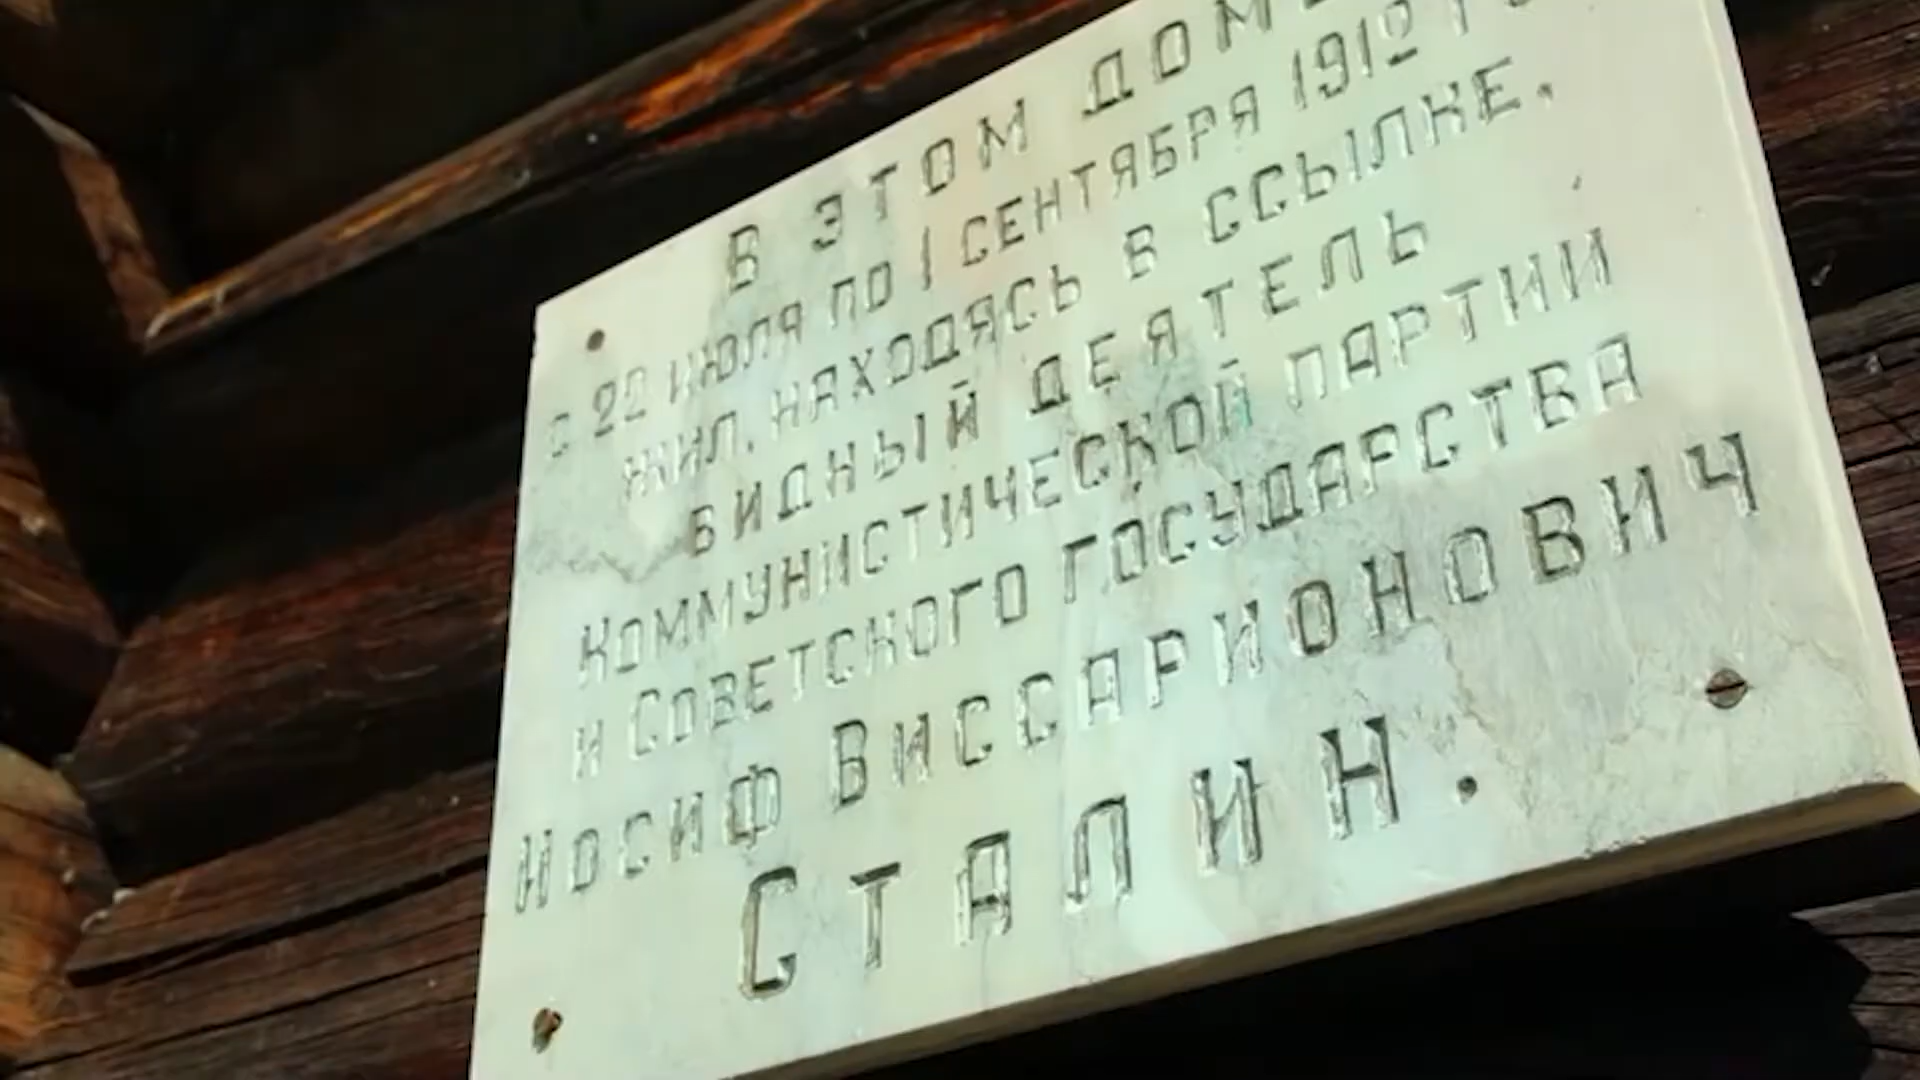 В ЭТОМ ДОМЕ
С 22 ИЮЛЯ ПО 1 СЕНТЯБРЯ 1912 ГО
ЖИЛ, НАХОДЯСЬ В ССЫЛКЕ,
ВИДНЫЙ ДЕЯТЕЛЬ
КОММУНИСТИЧЕСКОЙ ПАРТИИ
И СОВЕТСКОГО ГОСУДАРСТВА
ИОСИФ ВИССАРИОНОВИЧ
СТАЛИН.